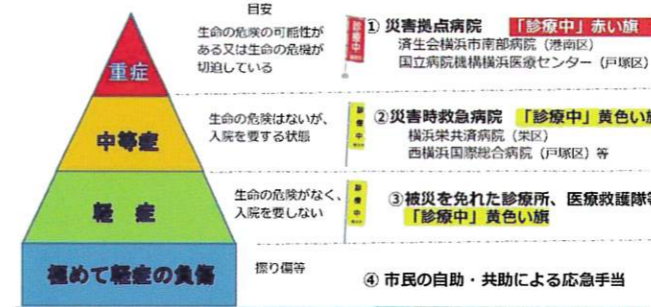 目安
生命の危険の可能性が
ある又は生命の危機が
切迫している
重症
診療中
① 災害拠点病院 「診療中」赤い旗
済生会横浜市南部病院（港南区）
国立病院機構横浜医療センター（戸塚区）
生命の危険はないが、
入院を要する状態
中等症
診療中
②災害時救急病院 「診療中」黄色い旗
横浜栄共済病院（栄区）
西横浜国際総合病院（戸塚区）等
生命の危険がなく、
入院を要しない
軽 症
診療中
③被災を免れた診療所、医療救護隊等
「診療中」黄色い旗
極めて軽症の負傷
擦り傷等
④ 市民の自助・共助による応急手当